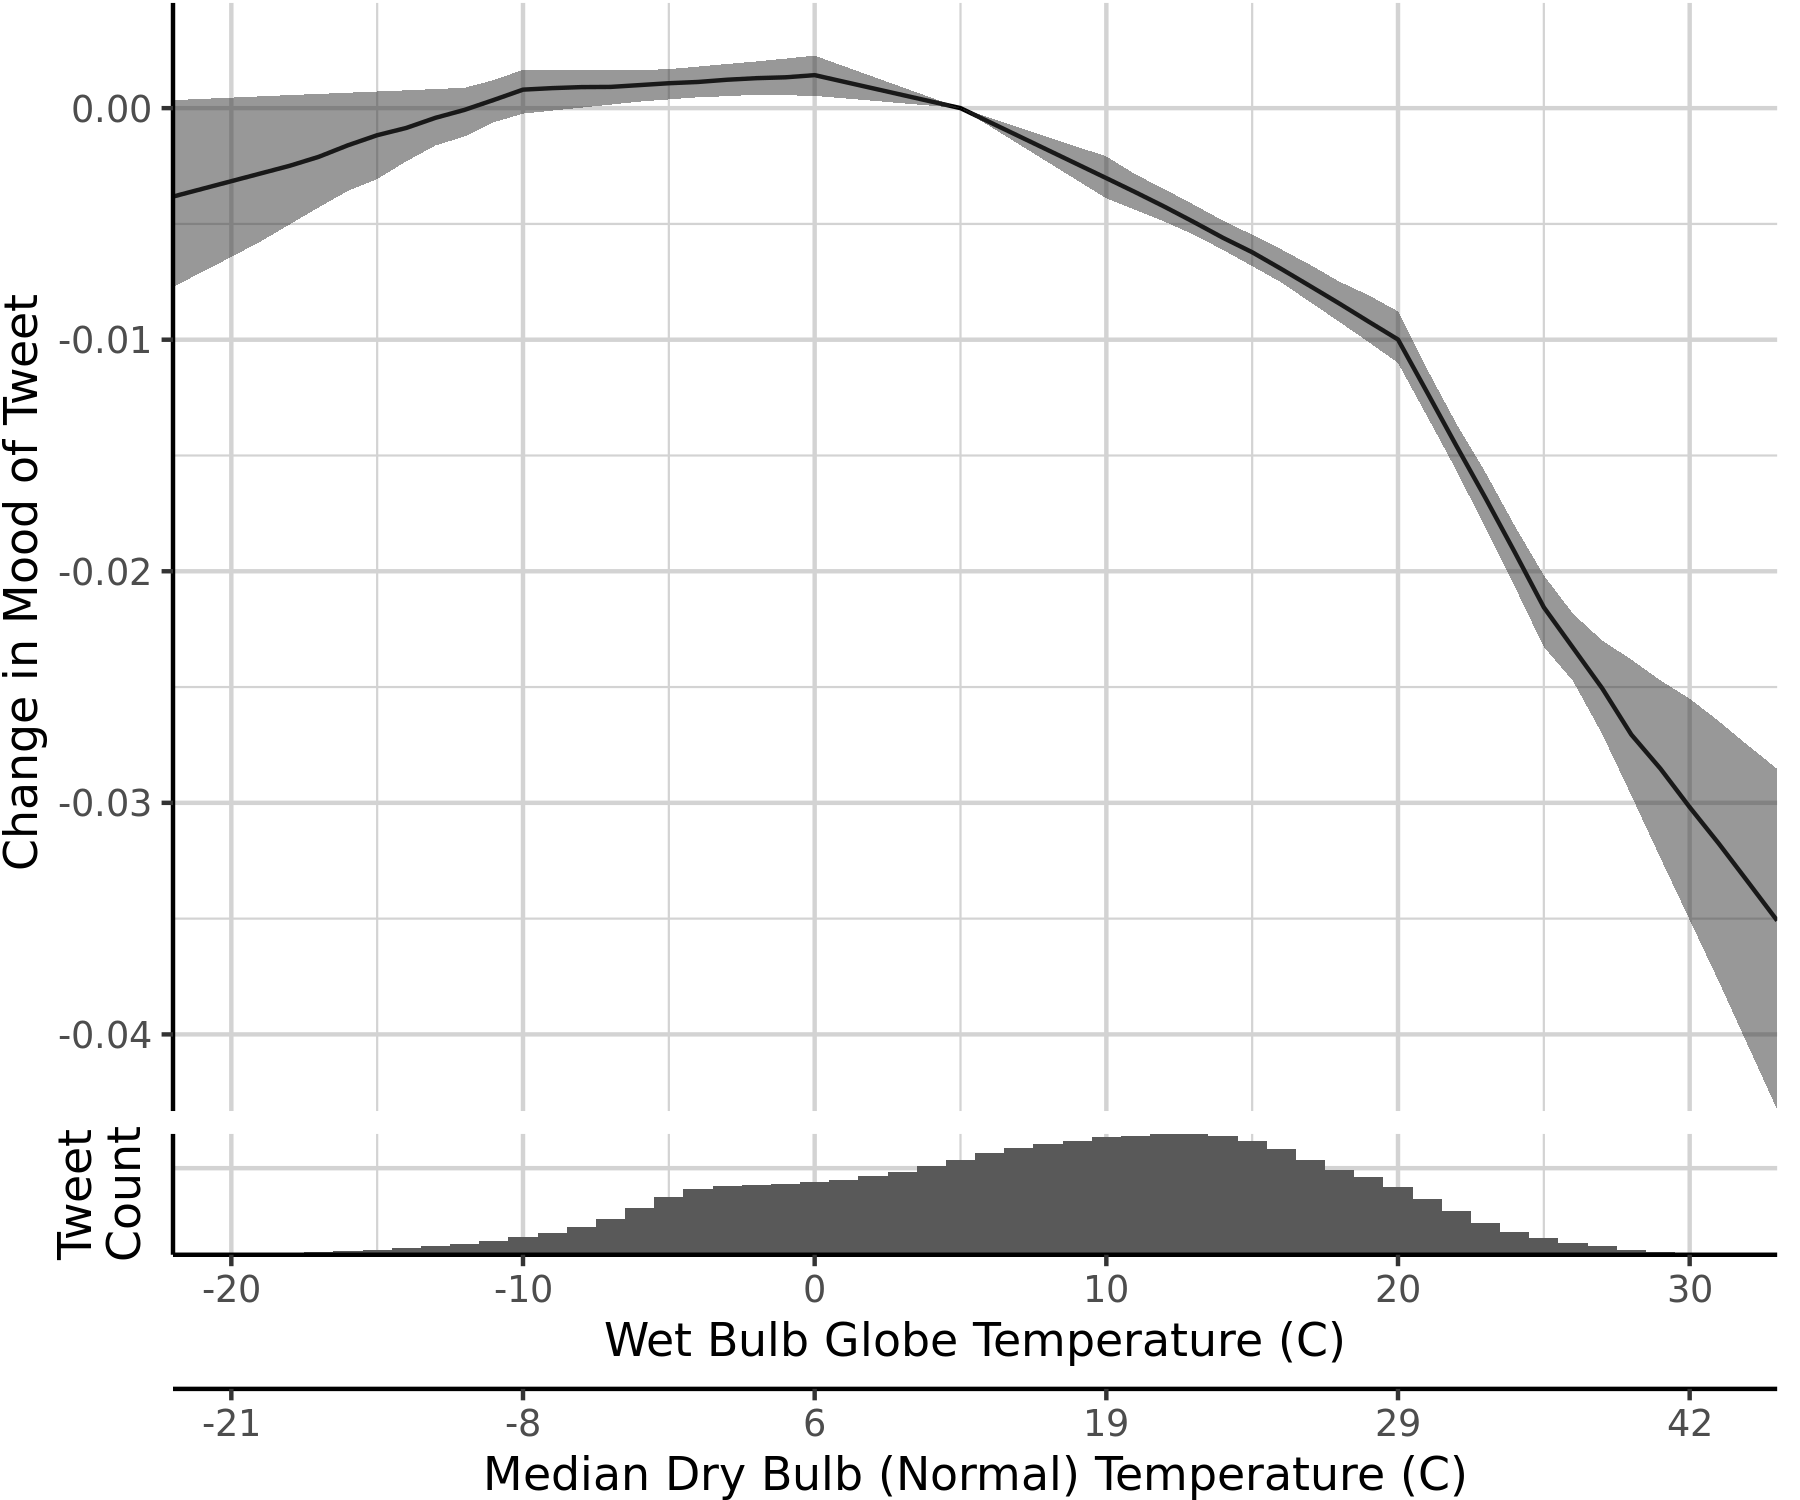 Change in Mood of Tweet
0.00
-0.01
-0.02
-0.03
-0.04
Tweet
Count
-20 -10 0 10 20 30
Wet Bulb Globe Temperature (C)
-21 -8 6 19 29 42
Median Dry Bulb (Normal) Temperature (C)